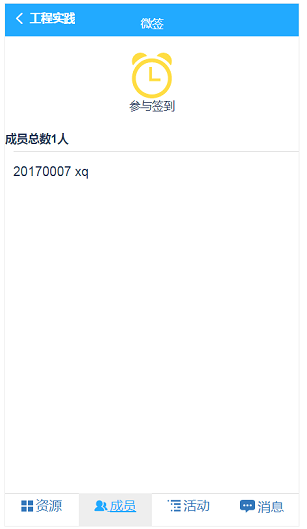 工程实践
微签
参与签到
成员总数1人
20170007 xq
资源 成员 活动 消息